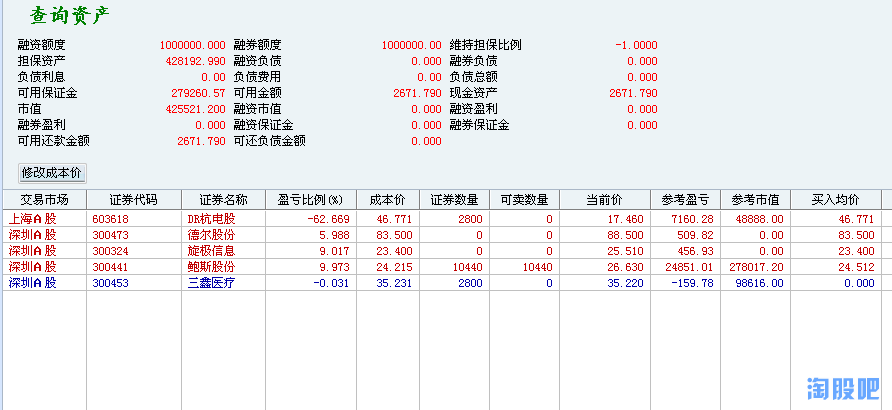 查询资产
融资额度 1000000.000 融券额度 1000000.00 维持担保比例 -1.0000
担保资产 428192.990 融资负债 0.000 融券负债 0.000
负债利息 0.00 负债费用 0.00 负债总额 0.000
可用保证金 279260.57 可用金额 2671.790 现金资产 2671.790
市值 425521.200 融资市值 0.000 融资盈利 0.000
融券盈利 0.000 融资保证金 0.000 融券保证金 0.000
可用还款金额 2671.790 可还负债金额 0.000
修改成本价
交易市场 证券代码 证券名称 盈亏比例(%) 成本价 证券数量 可卖数量 当前价 参考盈亏 参考市值 买入均价
上海A股 603618 DR杭电股 -62.669 46.771 2800 0 17.460 7160.28 48888.00 46.771
深圳A股 300473 德尔股份 5.988 83.500 0 0 88.500 509.82 0.00 83.500
深圳A股 300324 旋极信息 9.017 23.400 0 0 25.510 456.93 0.00 23.400
深圳A股 300441 鲍斯股份 9.973 24.215 10440 10440 26.630 24851.01 278017.20 24.512
深圳A股 300453 三鑫医疗 -0.031 35.231 2800 0 35.220 -159.78 98616.00 0.000
淘股吧